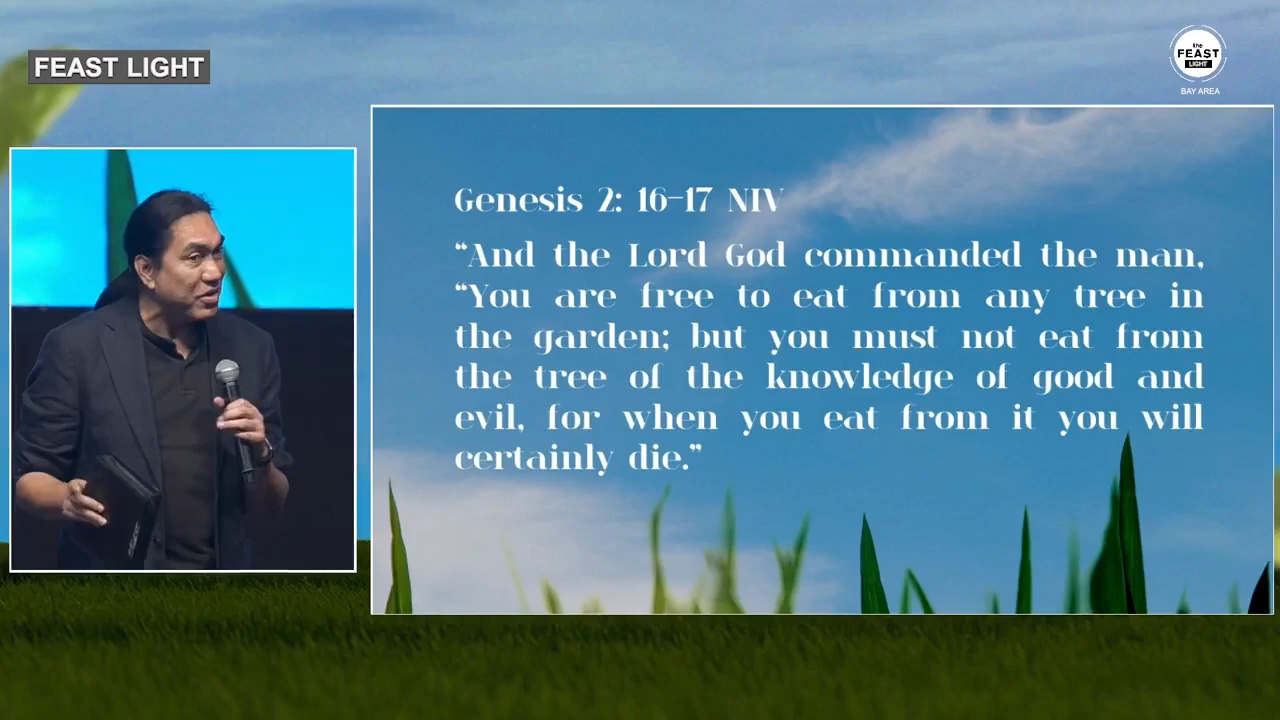 FEAST LIGHT
the
FEAST
LIGHT
BAY AREA
Genesis 2: 16-17 NIV
“And the Lord God commanded the man,
“You are free to eat from any tree in
the garden; but you must not eat from
the tree of the knowledge of good and
evil, for when you eat from it you will
certainly die.”